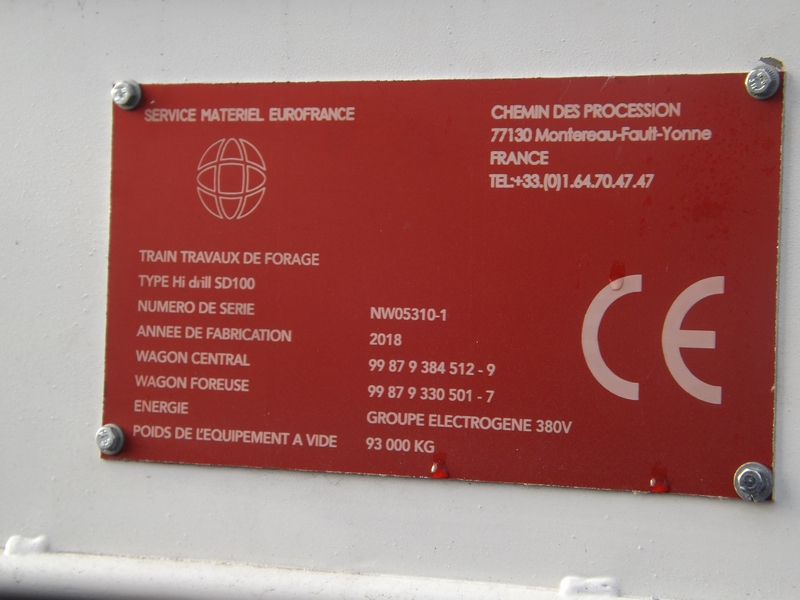 SERVICE MATERIEL EUROFRANCE
CHEMIN DES PROCESSION
77130 Montereau-Fault-Yonne
FRANCE
TEL:+33.(0)1.64.70.47.47
TRAIN TRAVAUX DE FORAGE
TYPE Hi drill SD100
NUMERO DE SERIE NW05310-1
ANNEE DE FABRICATION 2018
WAGON CENTRAL 99 87 9 384 512 - 9
WAGON FOREUSE 99 87 9 330 501 - 7
ENERGIE GROUPE ELECTROGENE 380V
POIDS DE L'EQUIPEMENT A VIDE 93 000 KG
CE